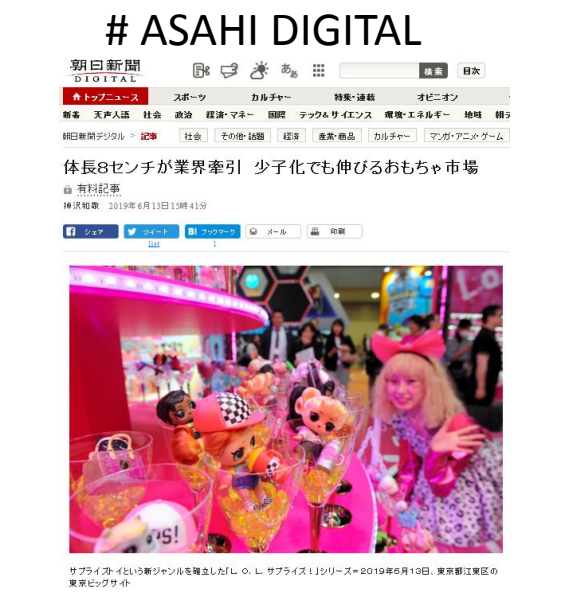 # ASAHI DIGITAL
朝日新聞
DIGITAL
検索 目次
トップニュース スポーツ カルチャー 特集・連載 オピニオン
新着 天声人語 社会 政治 経済・マネー 国際 テック&サイエンス 環境・エネルギー 地域 朝デ
朝日新聞デジタル > 記事 社会 その他・話題 経済 産業・商品 カルチャー マンガ・アニメ・ゲーム
体長8センチが業界牽引 少子化でも伸びるおもちゃ市場
有料記事
神沢和敬 2019年6月13日15時41分
シェア ツイート B! ブックマーク メール 印刷
list 1
L.O.
PS!
サプライズトイという新ジャンルを確立した「L.O.L.サプライズ!」シリーズ=2019年6月13日、東京都江東区の
東京ビッグサイト